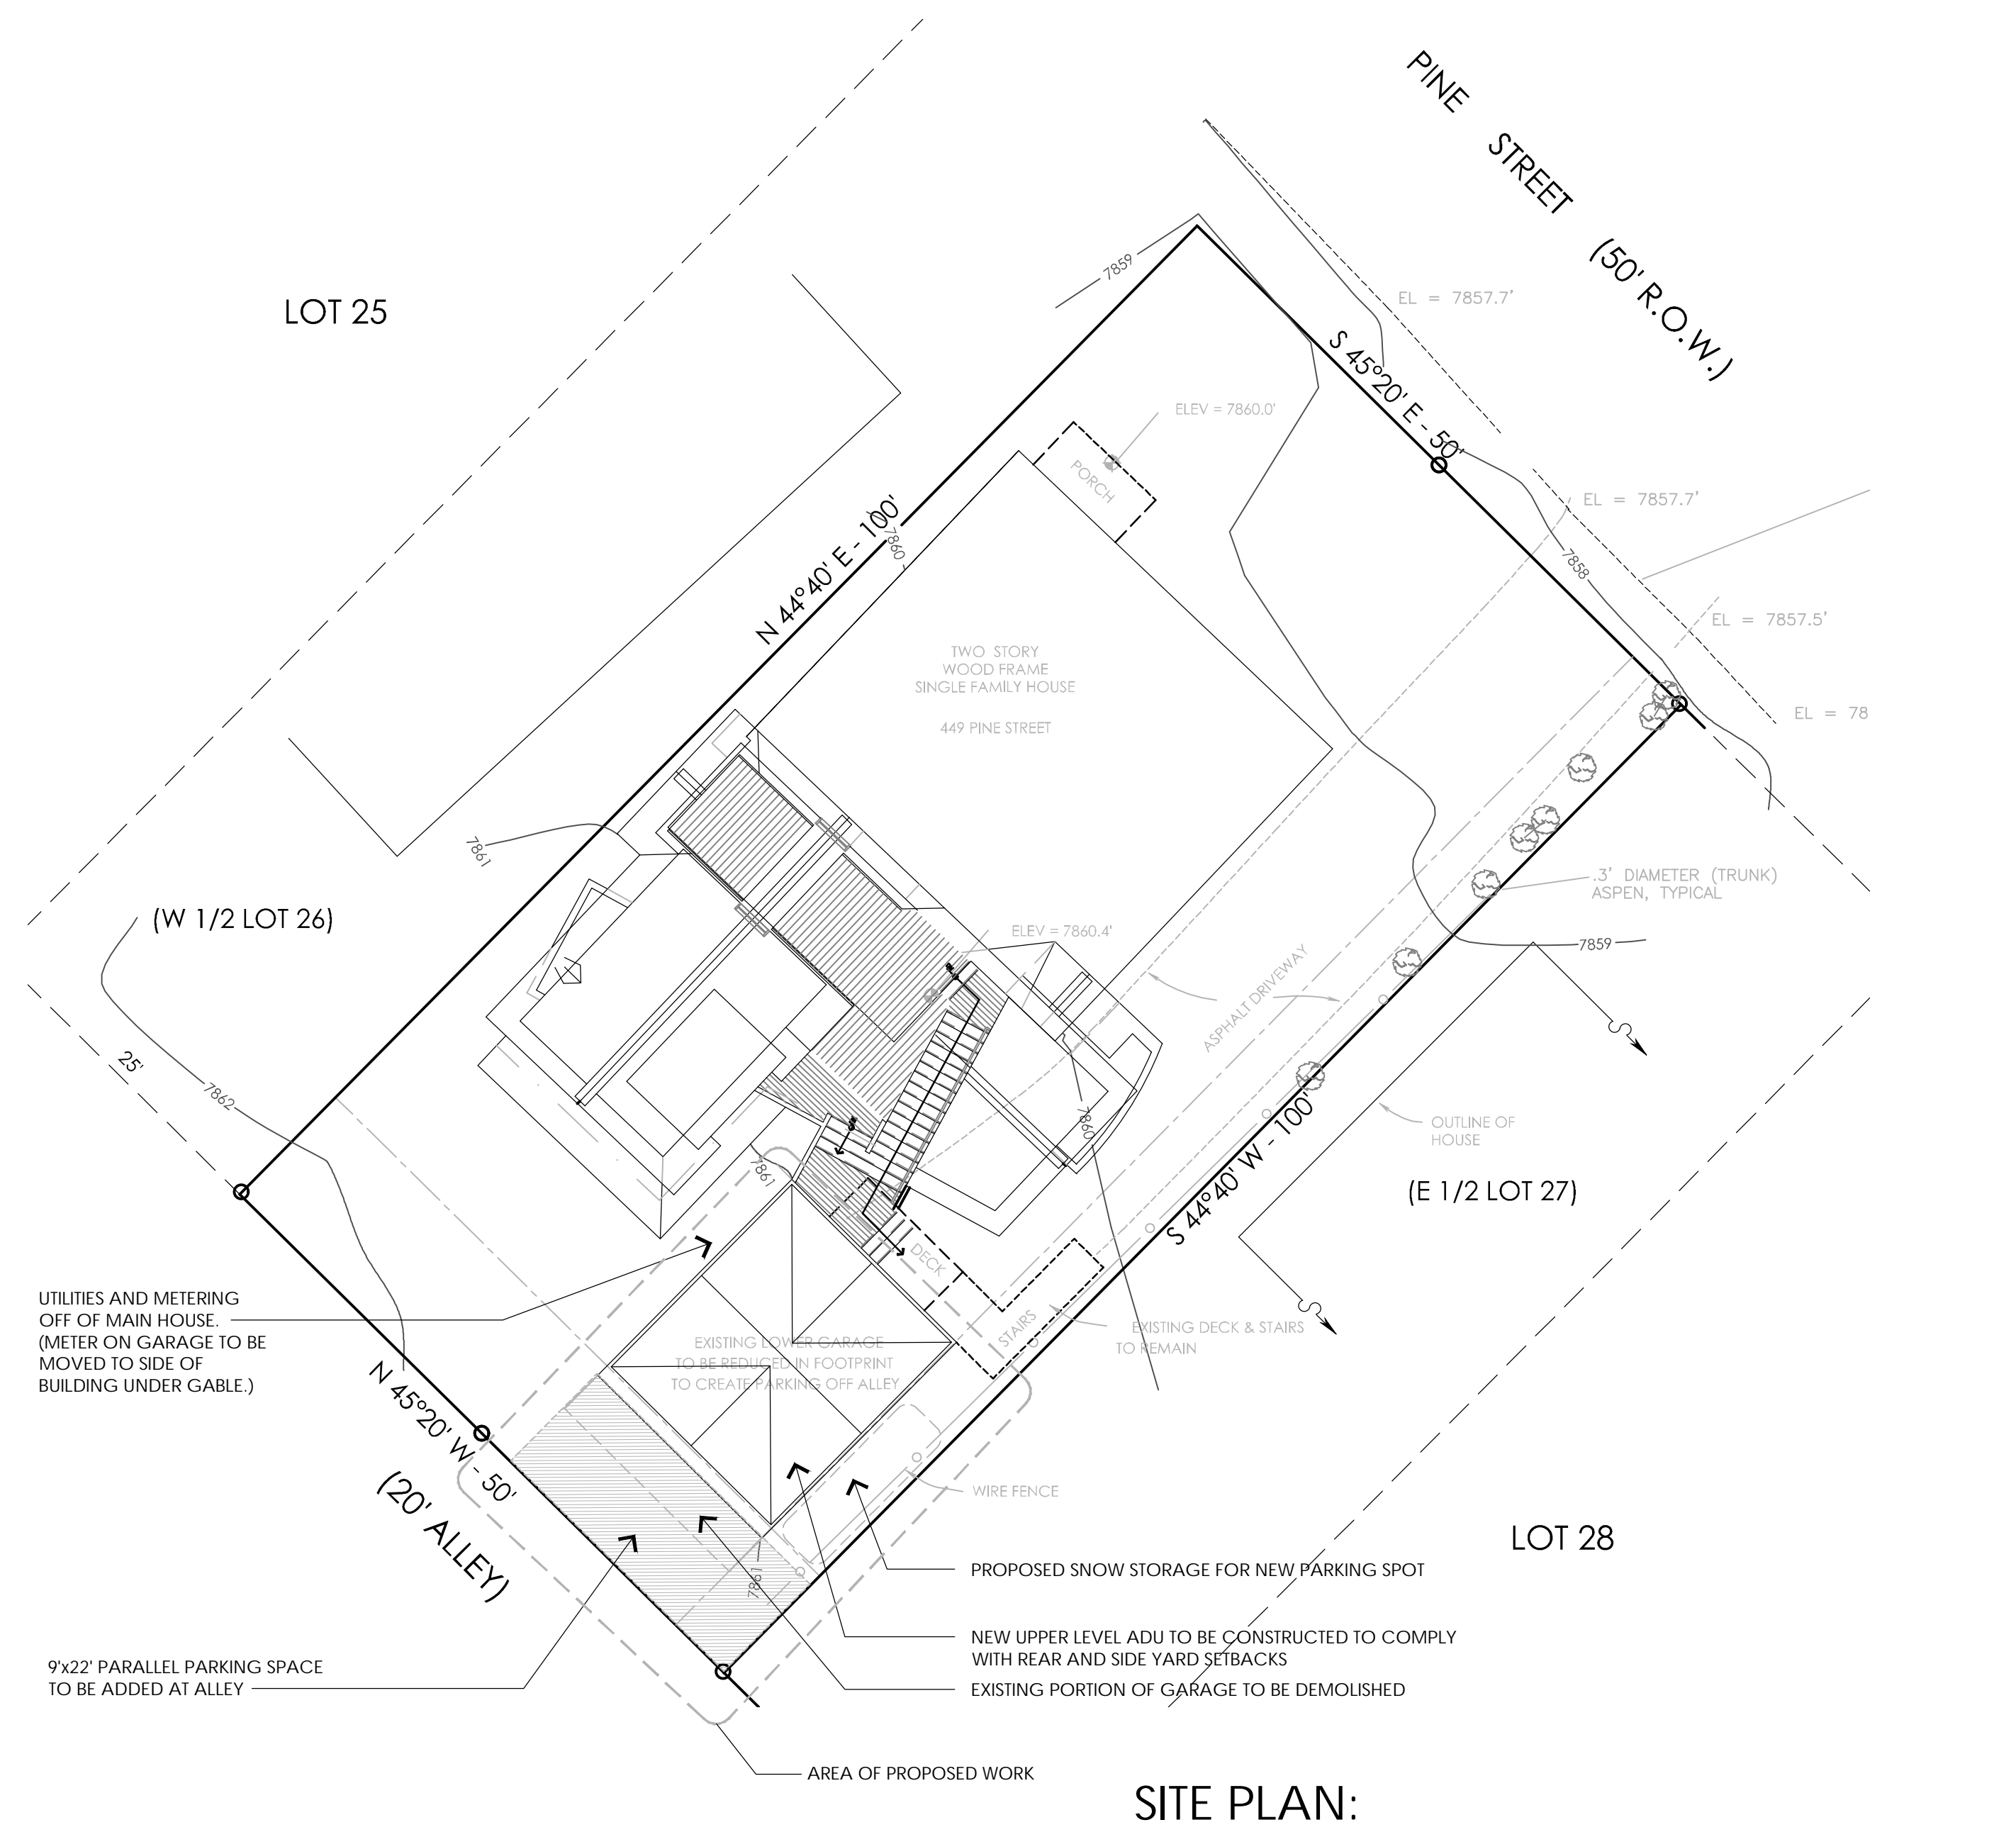 PINE STREET (50' R.O.W.)
LOT 25
7859
EL = 7857.7'
S 45°20' E - 50'
ELEV = 7860.0'
PORCH
EL = 7857.7'
N 44°40' E - 100'
7860
7858
EL = 7857.5'
TWO STORY
WOOD FRAME
SINGLE FAMILY HOUSE
449 PINE STREET
EL = 78
7861
.3' DIAMETER (TRUNK)
ASPEN, TYPICAL
(W 1/2 LOT 26)
ELEV = 7860.4'
7859
ASPHALT DRIVEWAY
25'
7862
7860
OUTLINE OF
HOUSE
7861
S 44°40' W - 100'
(E 1/2 LOT 27)
DECK
STAIRS
EXISTING DECK & STAIRS
TO REMAIN
UTILITIES AND METERING
OFF OF MAIN HOUSE.
(METER ON GARAGE TO BE
MOVED TO SIDE OF
BUILDING UNDER GABLE.)
EXISTING LOWER GARAGE
TO BE REDUCED IN FOOTPRINT
TO CREATE PARKING OFF ALLEY
N 45°20' W - 50'
(20' ALLEY)
WIRE FENCE
LOT 28
7861
PROPOSED SNOW STORAGE FOR NEW PARKING SPOT
NEW UPPER LEVEL ADU TO BE CONSTRUCTED TO COMPLY
WITH REAR AND SIDE YARD SETBACKS
9'x22' PARALLEL PARKING SPACE
TO BE ADDED AT ALLEY
EXISTING PORTION OF GARAGE TO BE DEMOLISHED
AREA OF PROPOSED WORK
SITE PLAN: